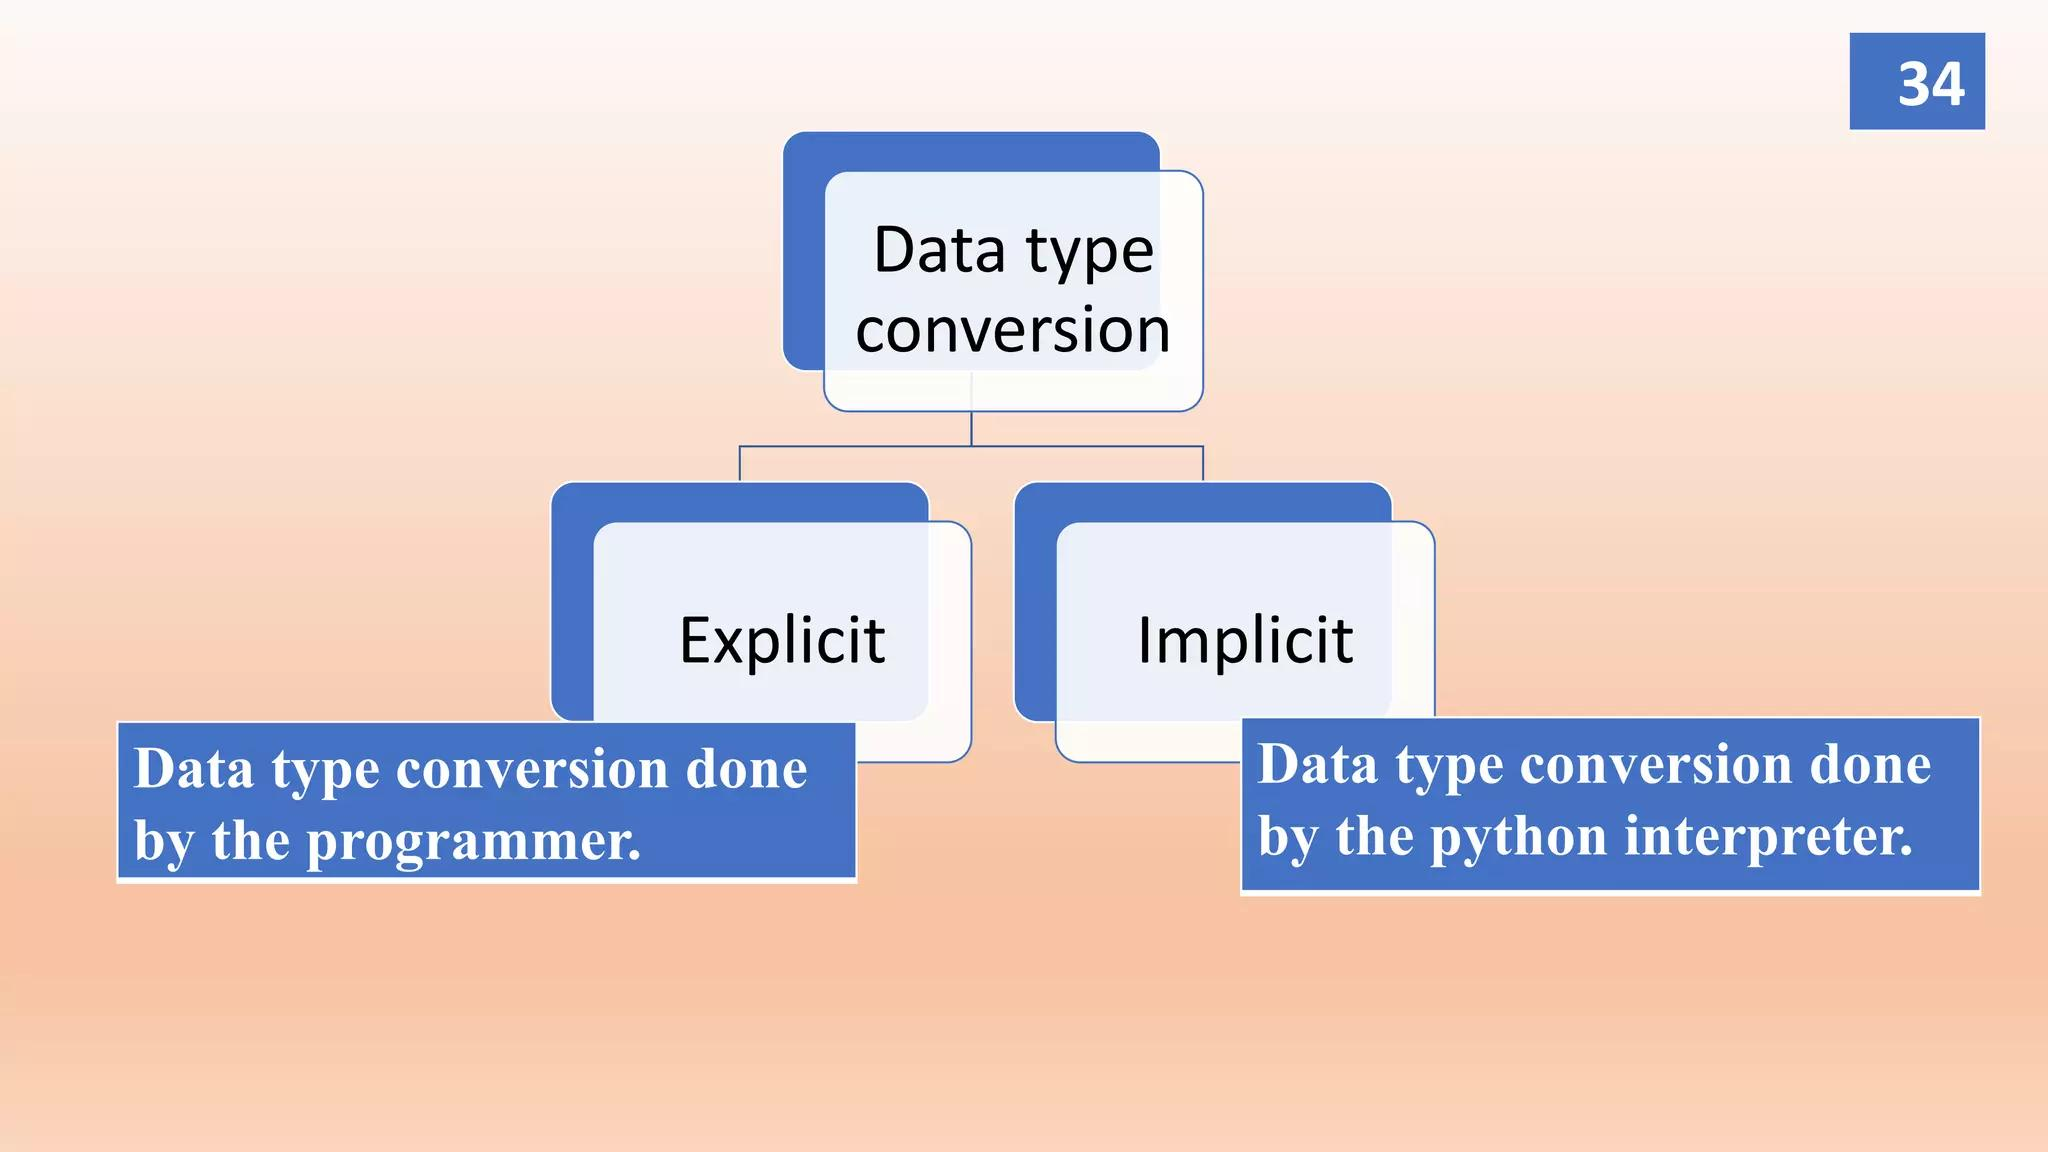 34
Data type
conversion
Explicit
Implicit
Data type conversion done
by the programmer.
Data type conversion done
by the python interpreter.